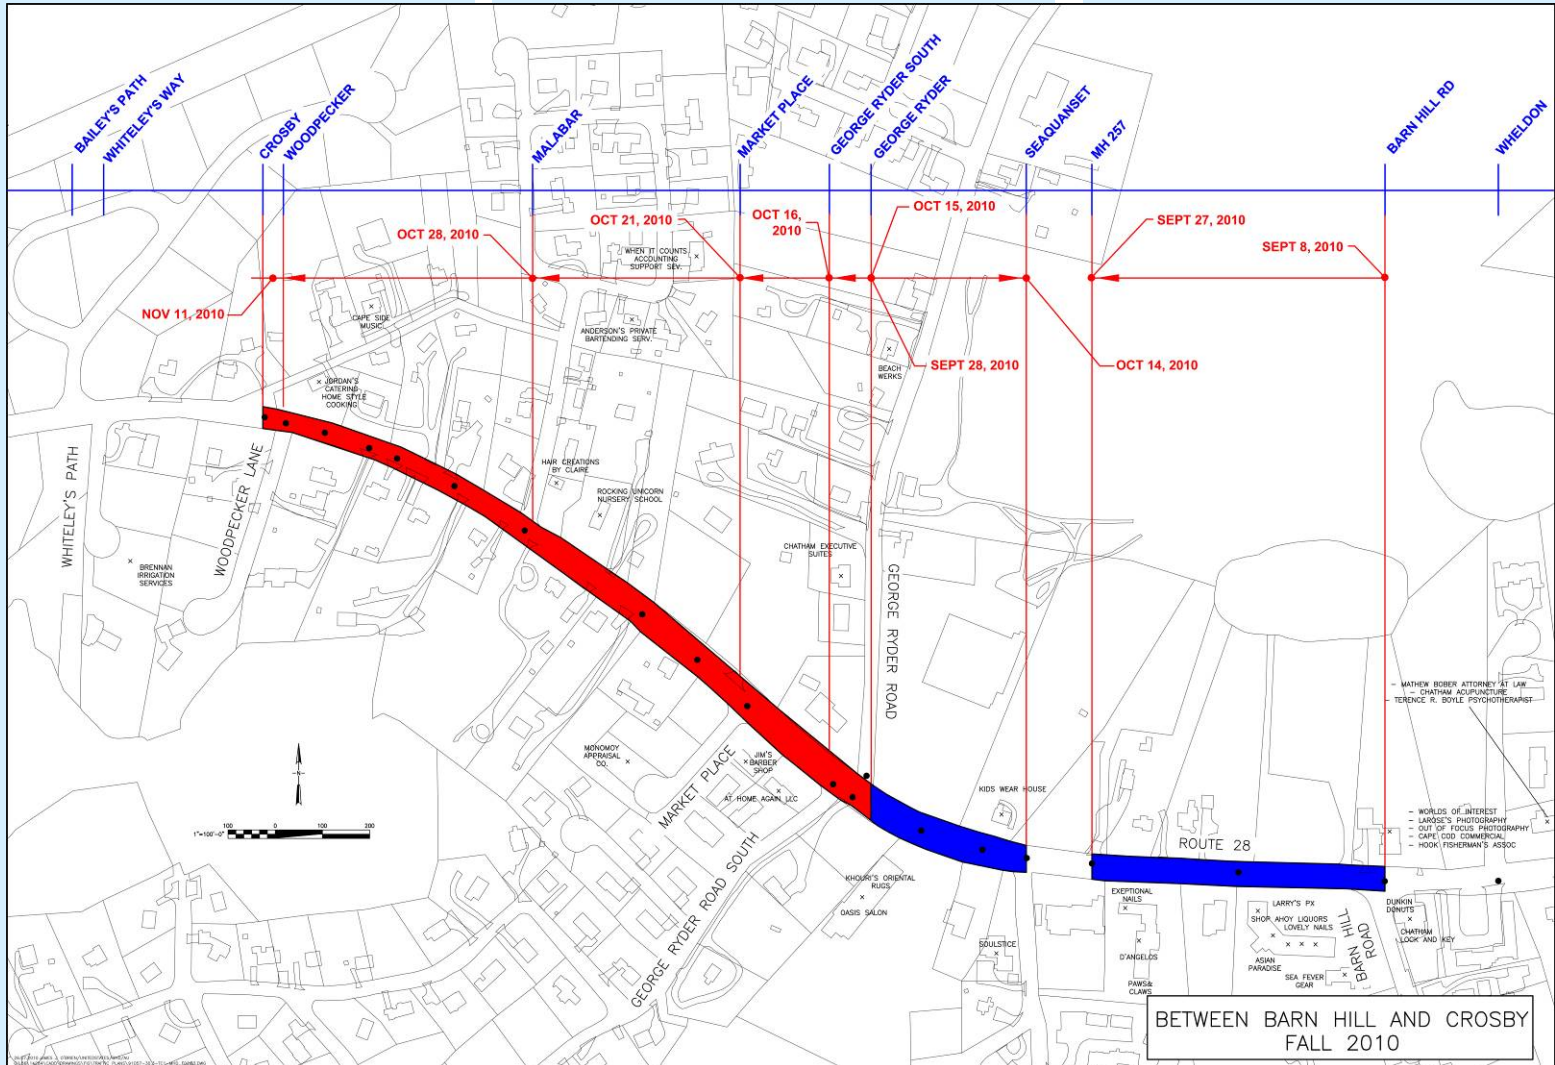 BAILEY'S PATH
WHITELEY'S WAY
CROSBY
WOODPECKER
MALABAR
MARKET PLACE
GEORGE RYDER SOUTH
GEORGE RYDER
SEAQUANSET
MH 257
BARN HILL RD
WHELDON
NOV 11, 2010
OCT 28, 2010
OCT 21, 2010
OCT 16,
2010
OCT 15, 2010
SEPT 28, 2010
OCT 14, 2010
SEPT 27, 2010
SEPT 8, 2010
WHEN IT COUNTS
ACCOUNTING
SUPPORT SEV.
CAPE SIDE
MUSIC
ANDERSON'S PRIVATE
BARTENDING SERV.
BEACH
WERKS
JORDAN'S
CATERING
HOME STYLE
COOKING
WHITELEY'S PATH
WOODPECKER LANE
HAIR CREATIONS
BY CLAIRE
ROCKING UNICORN
NURSERY SCHOOL
BRENNAN
IRRIGATION
SERVICES
CHATHAM EXECUTIVE
SUITES
GEORGE RYDER ROAD
- MATHEW BOBER ATTORNEY AT LAW
- CHATHAM ACUPUNCTURE
- TERENCE R. BOYLE PSYCHOTHERAPIST
MONOMOY
APPRAISAL
CO.
MARKET PLACE
JIM'S
BARBER
SHOP
AT HOME AGAIN LLC
KIDS WEAR HOUSE
-N-
100 0 100 200
1"=100'-0"
- WORLDS OF INTEREST
- LAROSE'S PHOTOGRAPHY
- OUT OF FOCUS PHOTOGRAPHY
- CAPE COD COMMERCIAL
- HOOK FISHERMAN'S ASSOC
ROUTE 28
GEORGE RYDER ROAD SOUTH
KHOURI'S ORIENTAL
RUGS
OASIS SALON
EXEPTIONAL
NAILS
LARRY'S PX
SHOP AHOY LIQUORS
LOVELY NAILS
BARN HILL
ROAD
DUNKIN
DONUTS
CHATHAM
LOCK AND KEY
SOULSTICE
D'ANGELOS
ASIAN
PARADISE
SEA FEVER
GEAR
PAWS&
CLAWS
BETWEEN BARN HILL AND CROSBY
FALL 2010